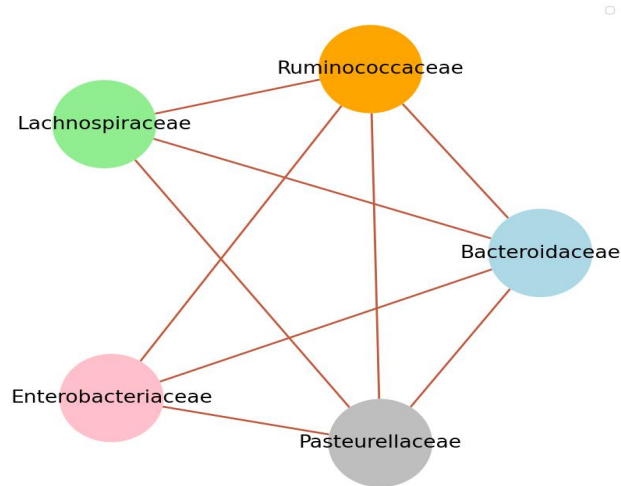 Ruminococcaceae
Lachnospiraceae
Bacteroidaceae
Enterobacteriaceae
Pasteurellaceae